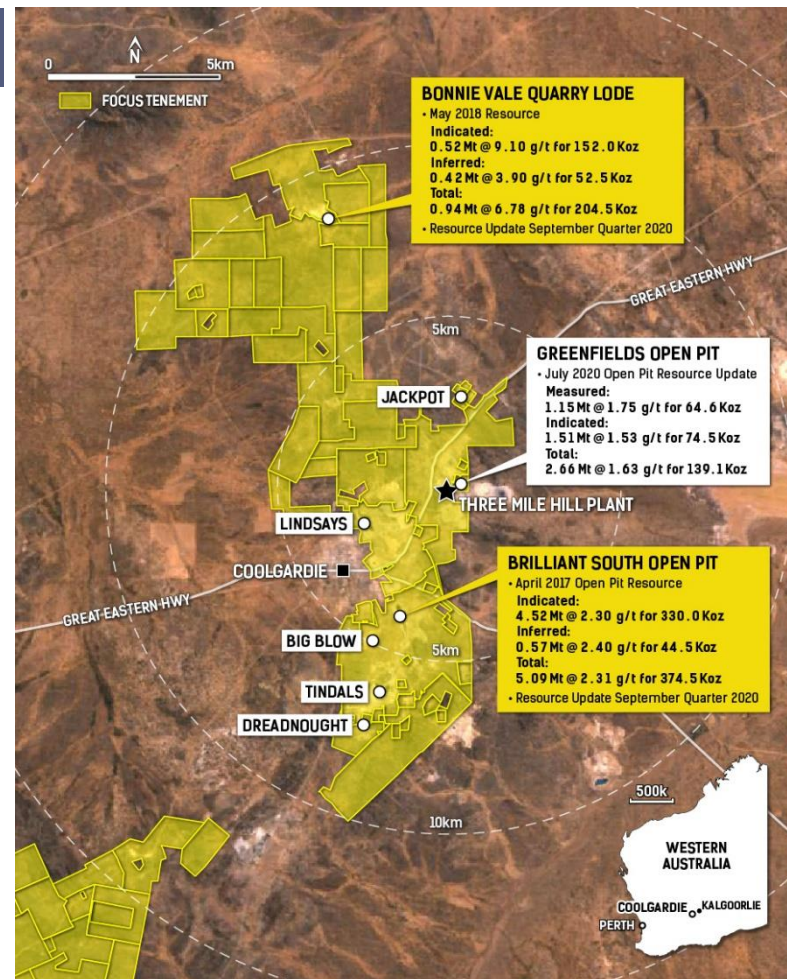 N
0 5km
FOCUS TENEMENT
BONNIE VALE QUARRY LODE
• May 2018 Resource
Indicated:
0.52 Mt @ 9.10 g/t for 152.0 Koz
Inferred:
0.42 Mt @ 3.90 g/t for 52.5 Koz
Total:
0.94 Mt @ 6.78 g/t for 204.5 Koz
• Resource Update September Quarter 2020
GREAT EASTERN HWY
5km
GREENFIELDS OPEN PIT
• July 2020 Open Pit Resource Update
Measured:
1.15 Mt @ 1.75 g/t for 64.6 Koz
Indicated:
1.51 Mt @ 1.53 g/t for 74.5 Koz
Total:
2.66 Mt @ 1.63 g/t for 139.1 Koz
JACKPOT
THREE MILE HILL PLANT
LINDSAYS
COOLGARDIE
GREAT EASTERN HWY
BRILLIANT SOUTH OPEN PIT
• April 2017 Open Pit Resource
Indicated:
4.52 Mt @ 2.30 g/t for 330.0 Koz
Inferred:
0.57 Mt @ 2.40 g/t for 44.5 Koz
Total:
5.09 Mt @ 2.31 g/t for 374.5 Koz
• Resource Update September Quarter 2020
BIG BLOW
5km
TINDALS
DREADNOUGHT
10km
500k
WESTERN
AUSTRALIA
COOLGARDIE
KALGOORLIE
PERTH